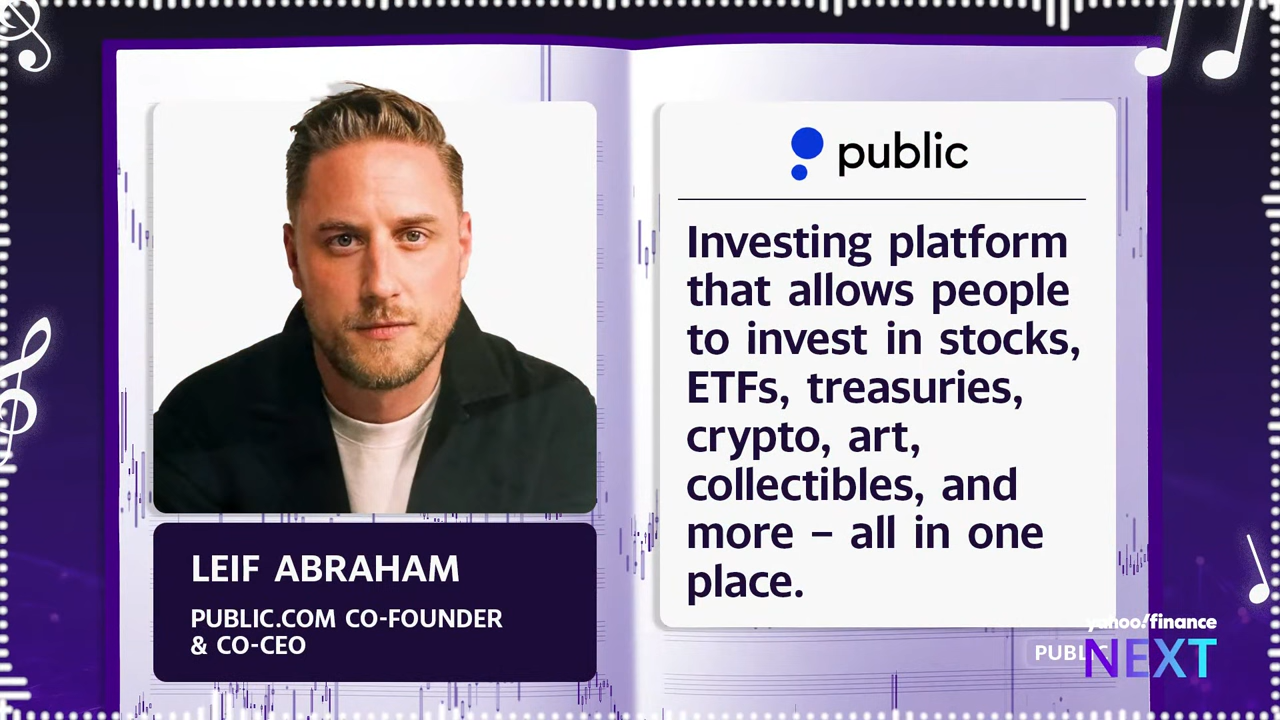 LEIF ABRAHAM
PUBLIC.COM CO-FOUNDER
& CO-CEO
public
Investing platform
that allows people
to invest in stocks,
ETFs, treasuries,
crypto, art,
collectibles, and
more – all in one
place.
yahoo!finance
NEXT